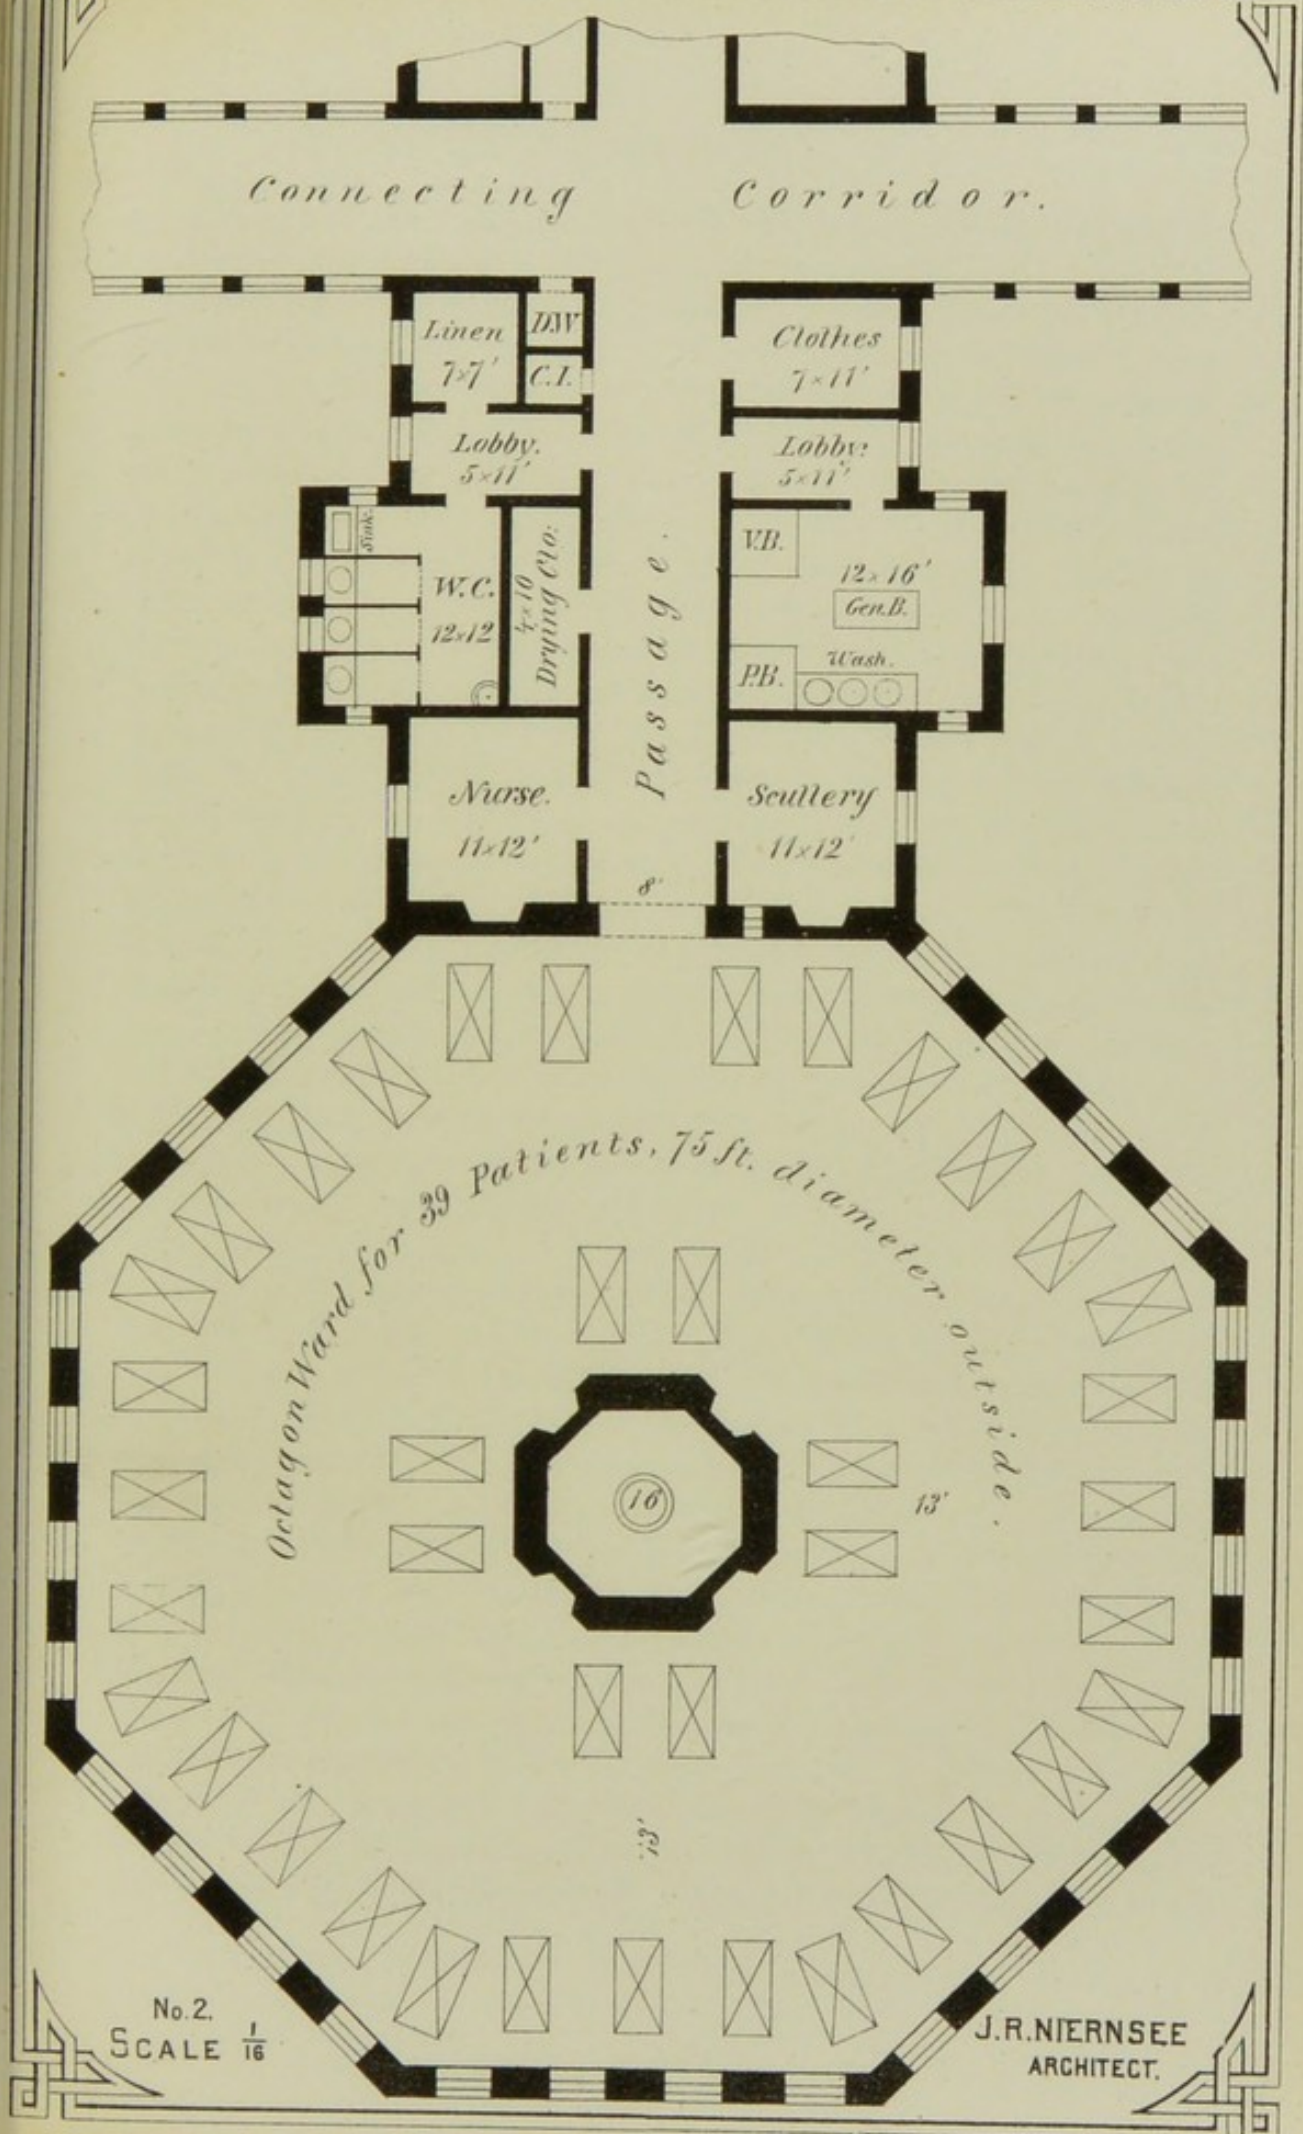 Connecting Corridor.
Linen
7×7'
D.W
C.I.
Clothes
7×11'
Lobby.
5×11'
Lobby:
5×11'
Sink.
W.C.
12×12
4×10
Drying Clo:
Passage.
V.B.
12×16'
Gen.B.
P.B.
Wash.
Nurse.
11×12'
Scullery
11×12'
8'
Octagon Ward for 39 Patients, 75 ft. diameter outside.
16
13'
13'
No. 2.
SCALE 1/16
J.R. NIERNSEE
ARCHITECT.